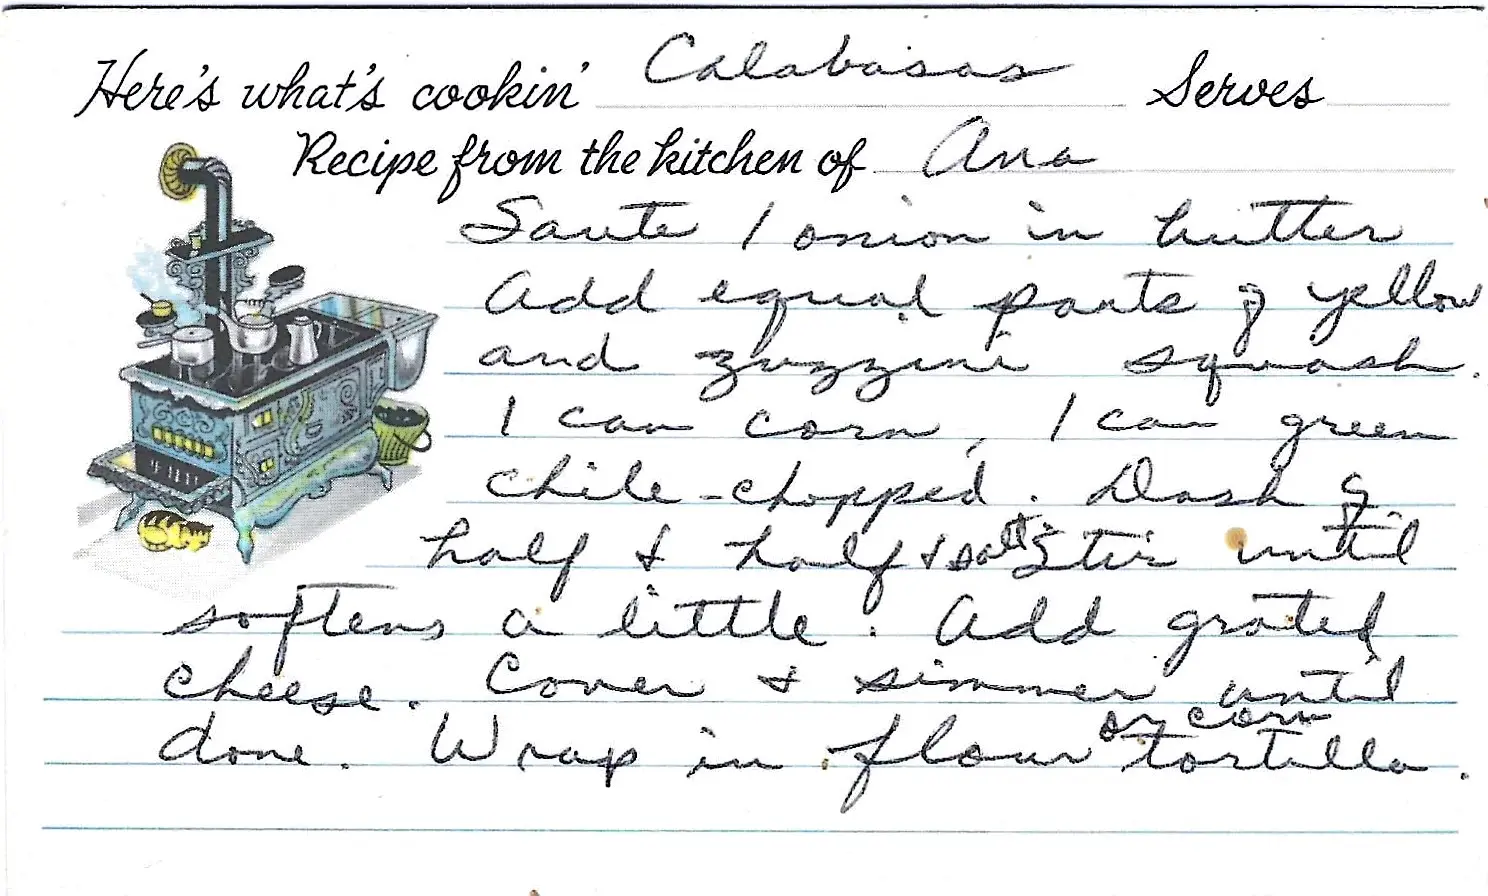 Here's what's cookin' Calabasas Serves
Recipe from the kitchen of Ana
Saute 1 onion in butter
Add equal parts of yellow
and zuzzini squash.
1 can corn, 1 can green
chile-chopped. Dash of
half & half & salt. Stir until
softens a little. Add grated
cheese. Cover & simmer until
done. Wrap in flour or corn tortilla.